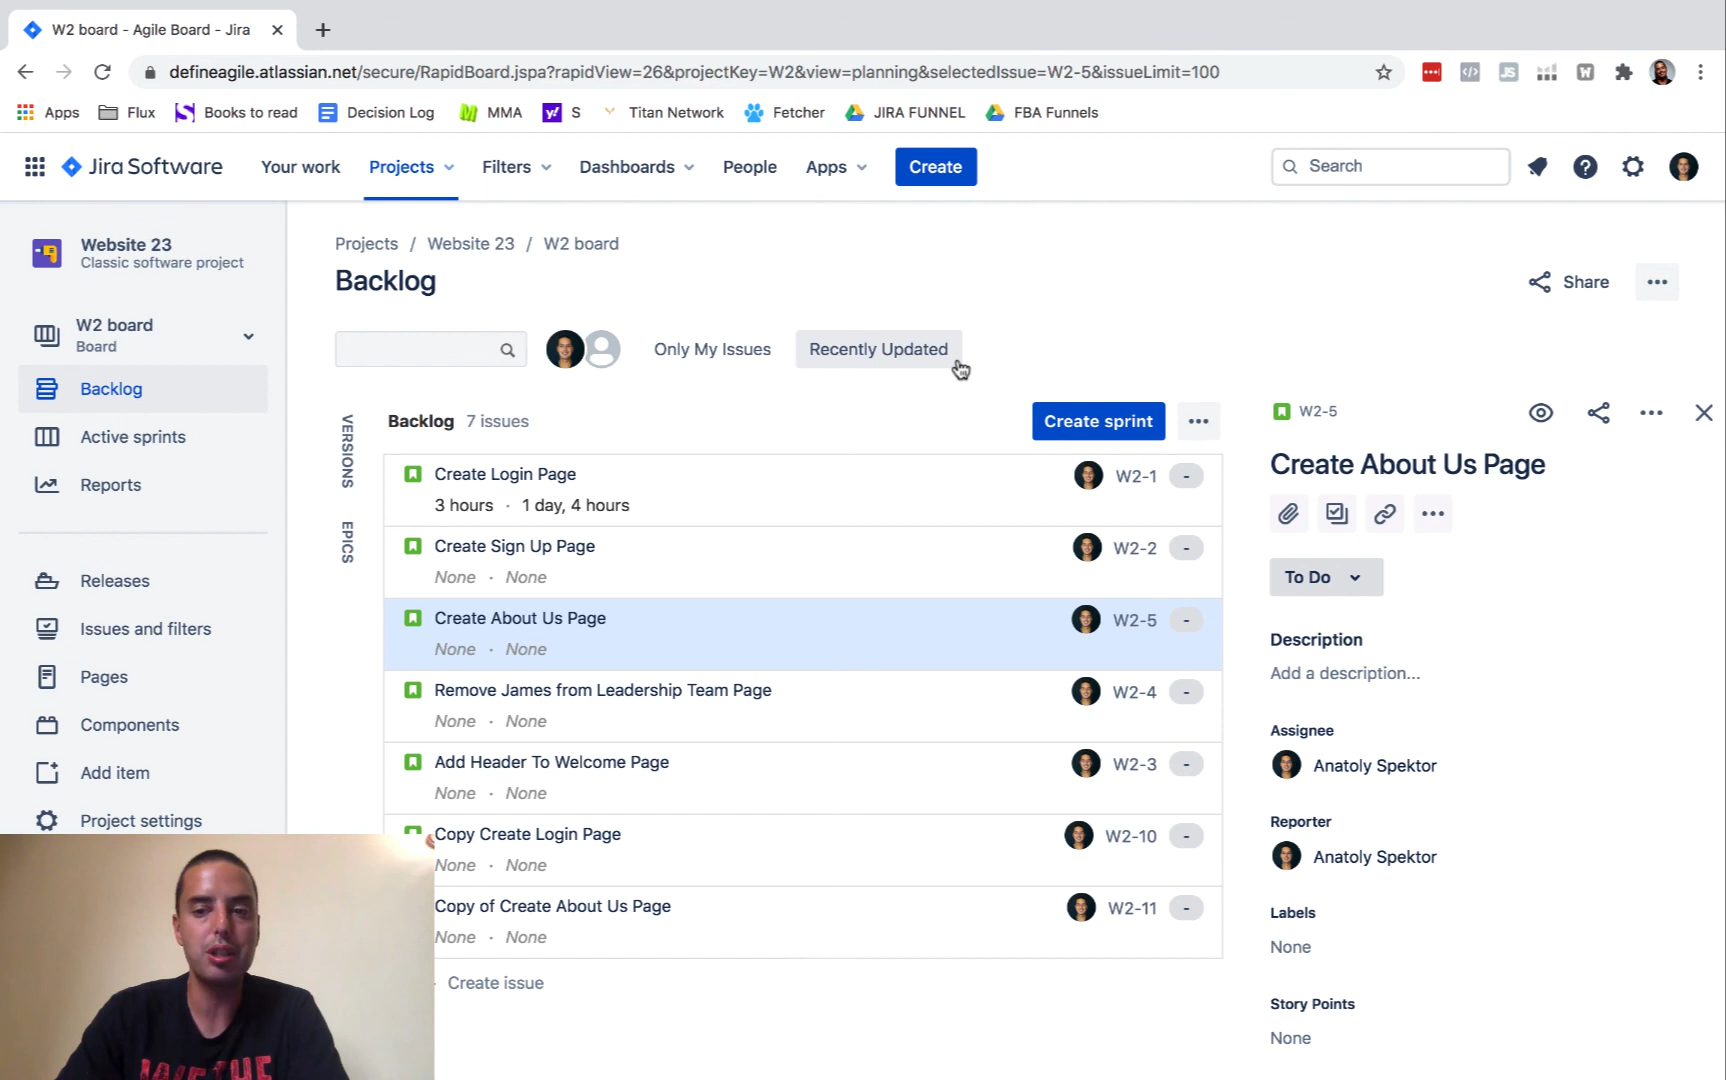 W2 board - Agile Board - Jira
defineagile.atlassian.net/secure/RapidBoard.jspa?rapidView=26&projectKey=W2&view=planning&selectedIssue=W2-5&issueLimit=100
Apps Flux Books to read Decision Log MMA S Titan Network Fetcher JIRA FUNNEL FBA Funnels
Jira Software Your work Projects Filters Dashboards People Apps Create Search
Website 23
Classic software project
W2 board
Board
Backlog
Active sprints
Reports
Releases
Issues and filters
Pages
Components
Add item
Project settings
Projects / Website 23 / W2 board
Backlog
Share
Only My Issues Recently Updated
VERSIONS
EPICS
Backlog 7 issues Create sprint
Create Login Page W2-1 -
3 hours · 1 day, 4 hours
Create Sign Up Page W2-2 -
None · None
Create About Us Page W2-5 -
None · None
Remove James from Leadership Team Page W2-4 -
None · None
Add Header To Welcome Page W2-3 -
None · None
Copy Create Login Page W2-10 -
None · None
Copy of Create About Us Page W2-11 -
None · None
Create issue
W2-5
Create About Us Page
To Do
Description
Add a description...
Assignee
Anatoly Spektor
Reporter
Anatoly Spektor
Labels
None
Story Points
None